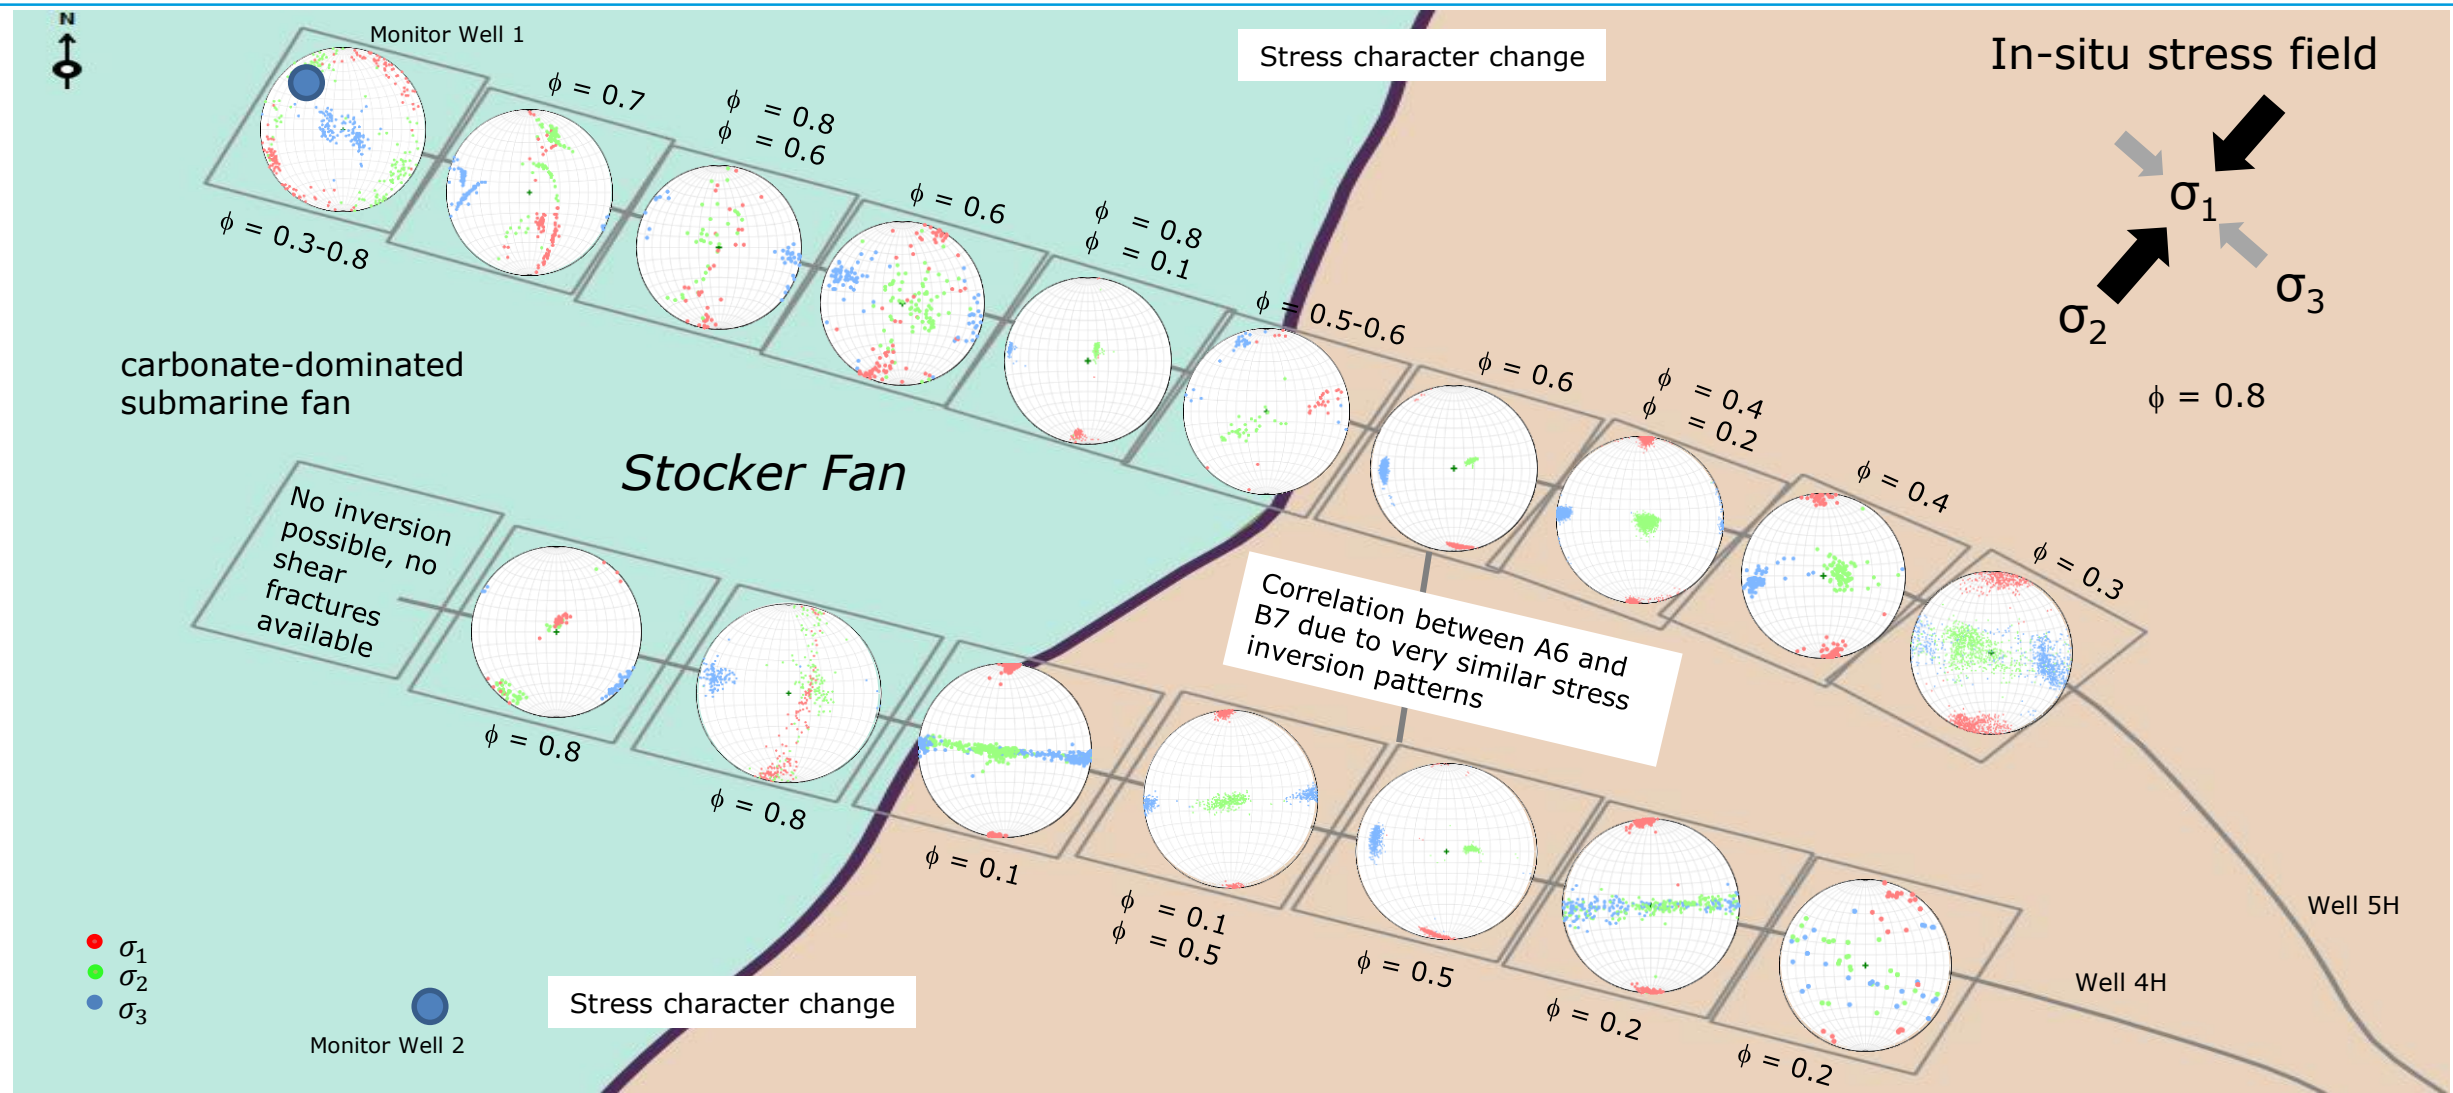 N
Monitor Well 1
Stress character change
In-situ stress field
σ1
σ2
σ3
ϕ = 0.8
ϕ = 0.3-0.8
ϕ = 0.7
ϕ = 0.8
ϕ = 0.6
ϕ = 0.6
ϕ = 0.8
ϕ = 0.1
ϕ = 0.5-0.6
ϕ = 0.6
ϕ = 0.4
ϕ = 0.2
ϕ = 0.4
ϕ = 0.3
carbonate-dominated
submarine fan
Stocker Fan
No inversion
possible, no
shear
fractures
available
Correlation between A6 and
B7 due to very similar stress
inversion patterns
ϕ = 0.8
ϕ = 0.8
ϕ = 0.1
ϕ = 0.1
ϕ = 0.5
ϕ = 0.5
ϕ = 0.2
ϕ = 0.2
Well 5H
Well 4H
σ1
σ2
σ3
Stress character change
Monitor Well 2